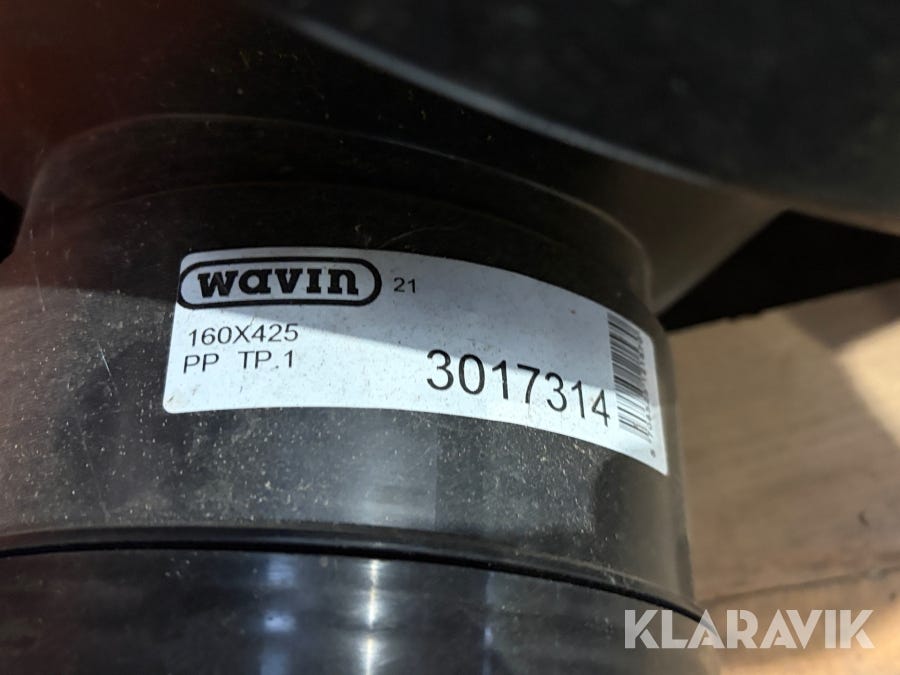 wavin 21
160X425
PP TP.1
3017314
KLARAVIK